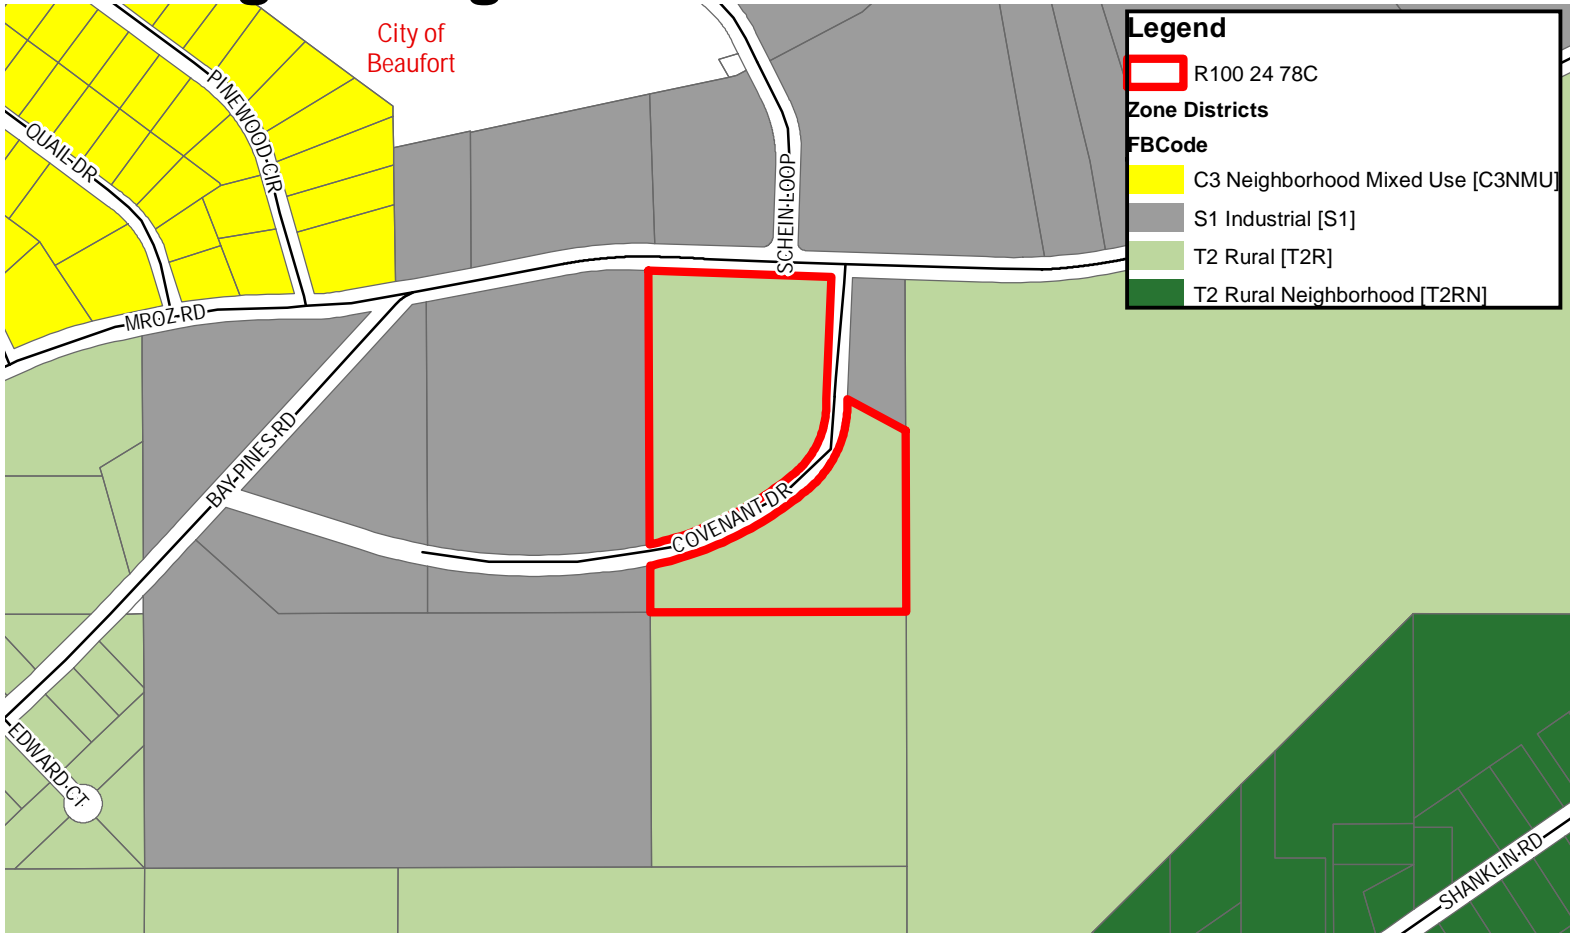 City of
Beaufort
Legend
R100 24 78C
Zone Districts
FBCode
C3 Neighborhood Mixed Use [C3NMU]
S1 Industrial [S1]
T2 Rural [T2R]
T2 Rural Neighborhood [T2RN]
PINEWOOD CIR
QUAIL DR
SCHEIN LOOP
MROZ RD
BAY PINES RD
COVENANT DR
EDWARD CT
SHANKLIN RD